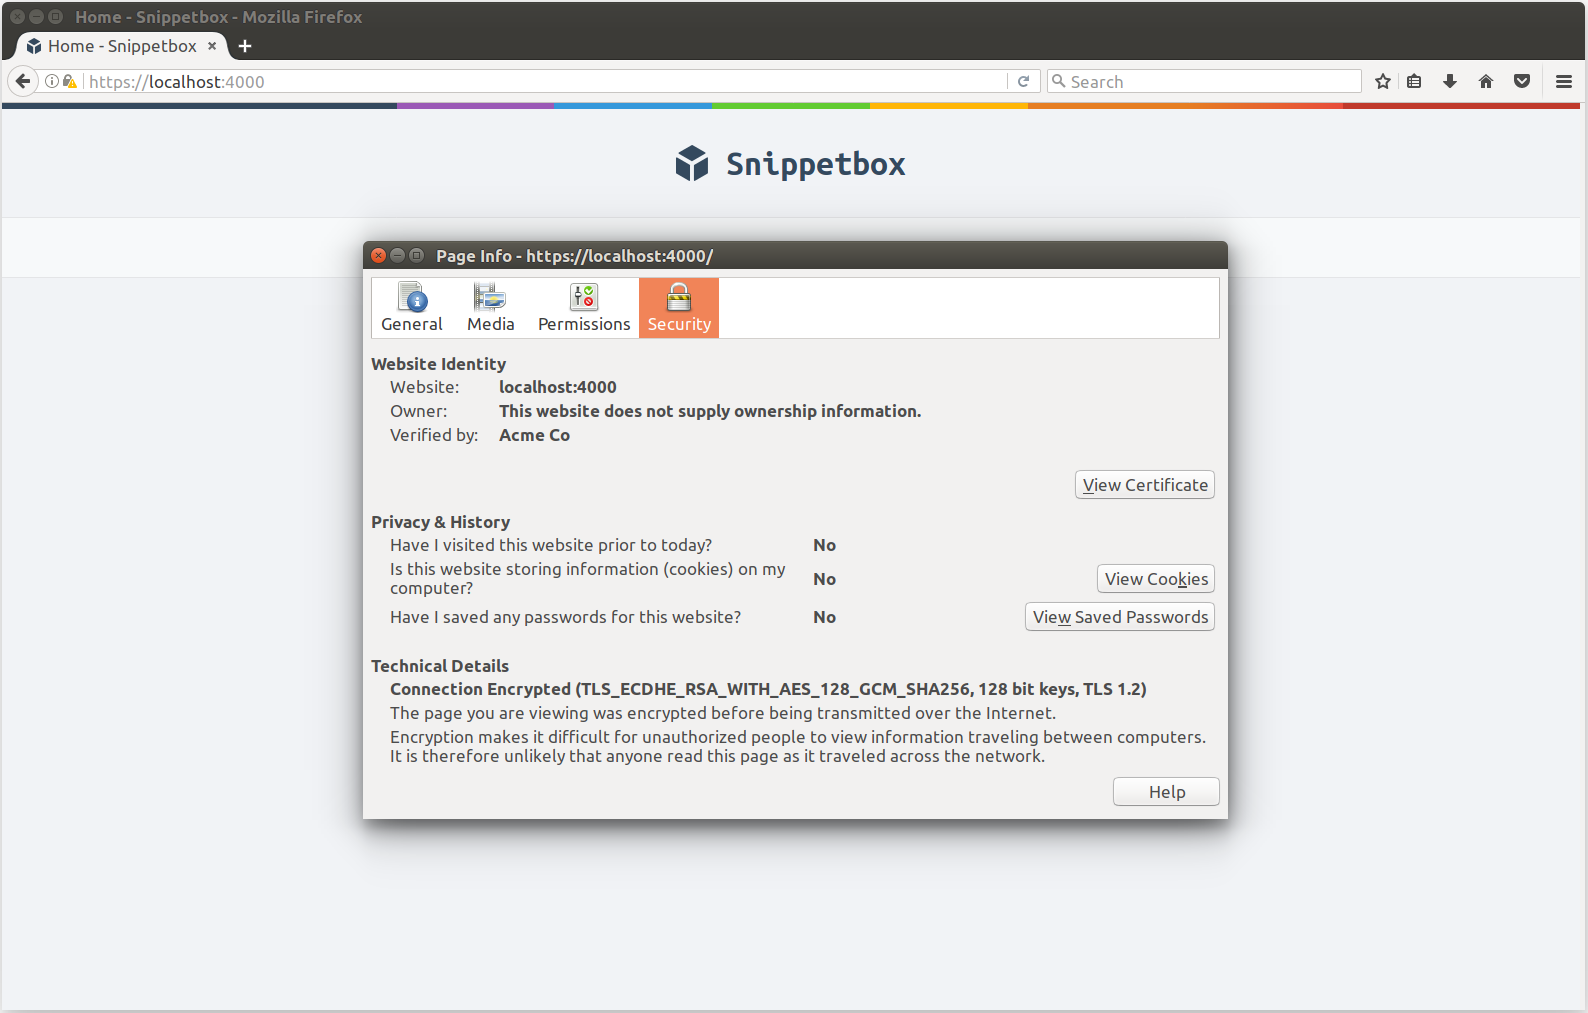 Home - Snippetbox - Mozilla Firefox
Home - Snippetbox
https://localhost:4000
Search
Snippetbox
Page Info - https://localhost:4000/
General Media Permissions Security
Website Identity
Website: localhost:4000
Owner: This website does not supply ownership information.
Verified by: Acme Co
View Certificate
Privacy & History
Have I visited this website prior to today? No
Is this website storing information (cookies) on my
computer?
No
View Cookies
Have I saved any passwords for this website? No
View Saved Passwords
Technical Details
Connection Encrypted (TLS_ECDHE_RSA_WITH_AES_128_GCM_SHA256, 128 bit keys, TLS 1.2)
The page you are viewing was encrypted before being transmitted over the Internet.
Encryption makes it difficult for unauthorized people to view information traveling between computers.
It is therefore unlikely that anyone read this page as it traveled across the network.
Help